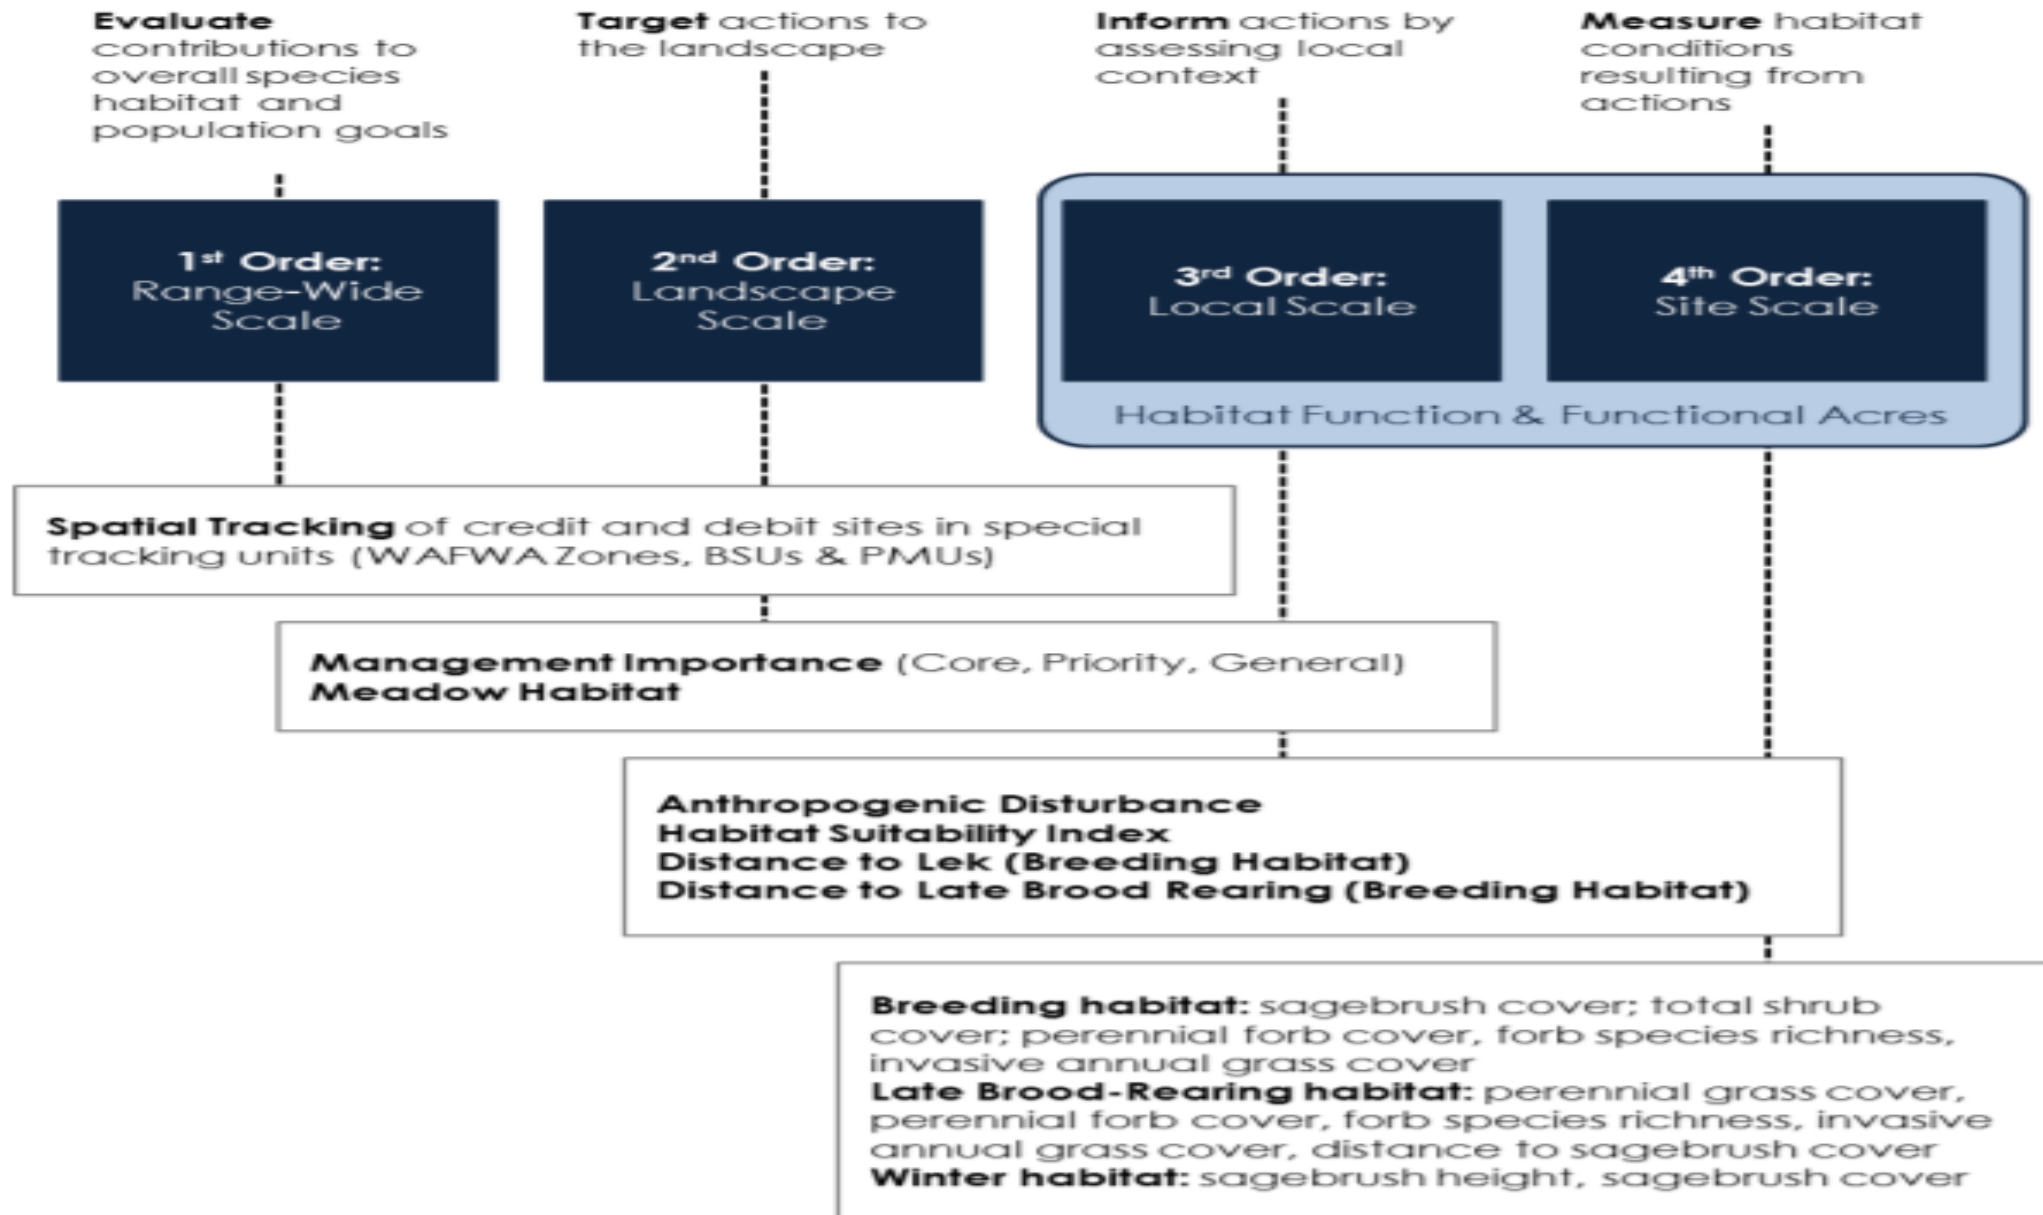 Evaluate
contributions to
overall species
habitat and
population goals
Target actions to
the landscape
Inform actions by
assessing local
context
Measure habitat
conditions
resulting from
actions
1st Order:
Range-Wide
Scale
2nd Order:
Landscape
Scale
3rd Order:
Local Scale
4th Order:
Site Scale
Habitat Function & Functional Acres
Spatial Tracking of credit and debit sites in special
tracking units (WAFWA Zones, BSUs & PMUs)
Management Importance (Core, Priority, General)
Meadow Habitat
Anthropogenic Disturbance
Habitat Suitability Index
Distance to Lek (Breeding Habitat)
Distance to Late Brood Rearing (Breeding Habitat)
Breeding habitat: sagebrush cover; total shrub
cover; perennial forb cover, forb species richness,
invasive annual grass cover
Late Brood-Rearing habitat: perennial grass cover,
perennial forb cover, forb species richness, invasive
annual grass cover, distance to sagebrush cover
Winter habitat: sagebrush height, sagebrush cover